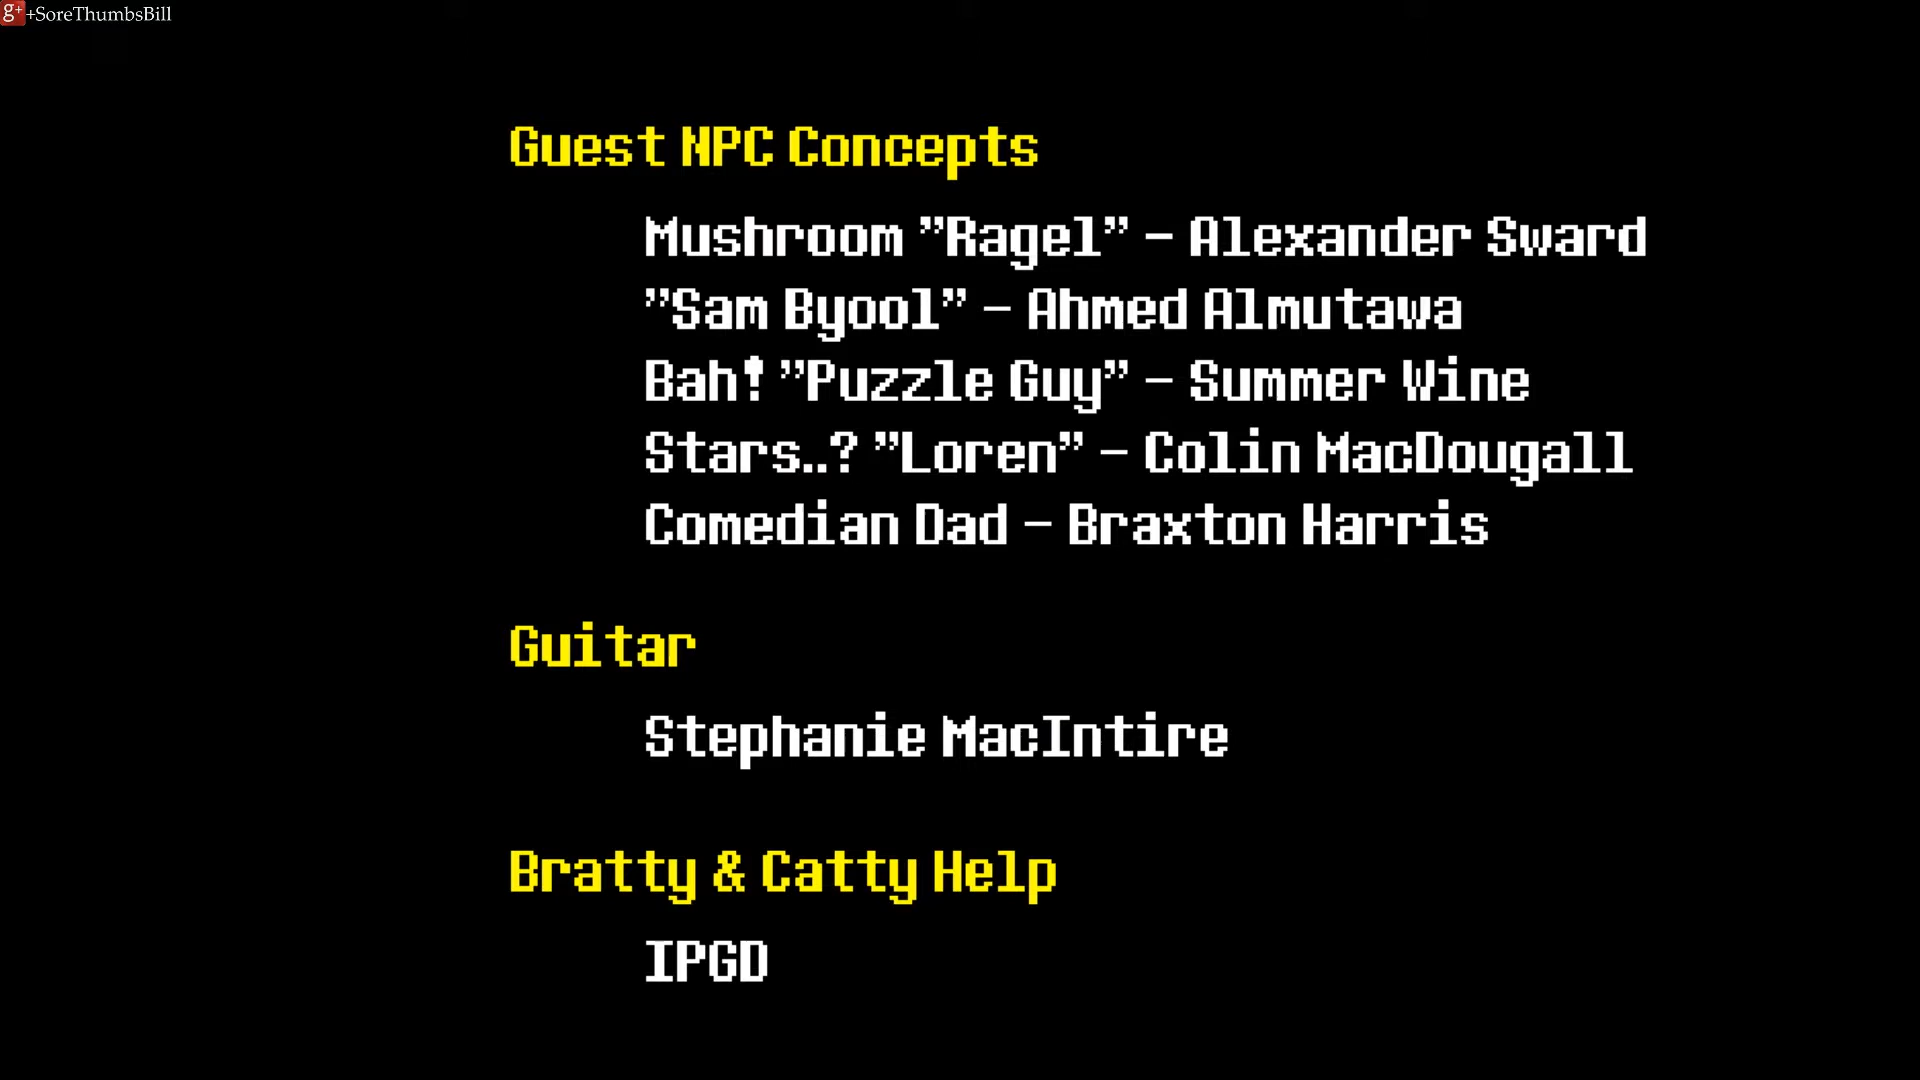 g+ +SoreThumbsBill
Guest NPC Concepts
Mushroom "Ragel" - Alexander Sward
"Sam Byool" - Ahmed Almutawa
Bah! "Puzzle Guy" - Summer Wine
Stars..? "Loren" - Colin MacDougall
Comedian Dad - Braxton Harris
Guitar
Stephanie MacIntire
Bratty & Catty Help
IPGD